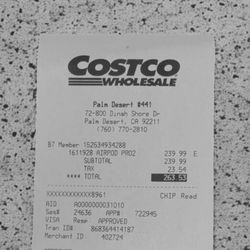 COSTCO
WHOLESALE
Palm Desert #441
72-800 Dinah Shore Dr
Palm Desert, CA 92211
(760) 770-2810
B7 Member 152634934288
1611928 AIRPOD PRO2 239.99 E
SUBTOTAL 239.99
TAX 23.54
**** TOTAL 263.53
XXXXXXXXXXXX8961 CHIP Read
AID A0000000031010
Seq# 24636 APP# 722945
VISA Resp APPROVED
Tran ID# 868364414187
Merchant ID 402724